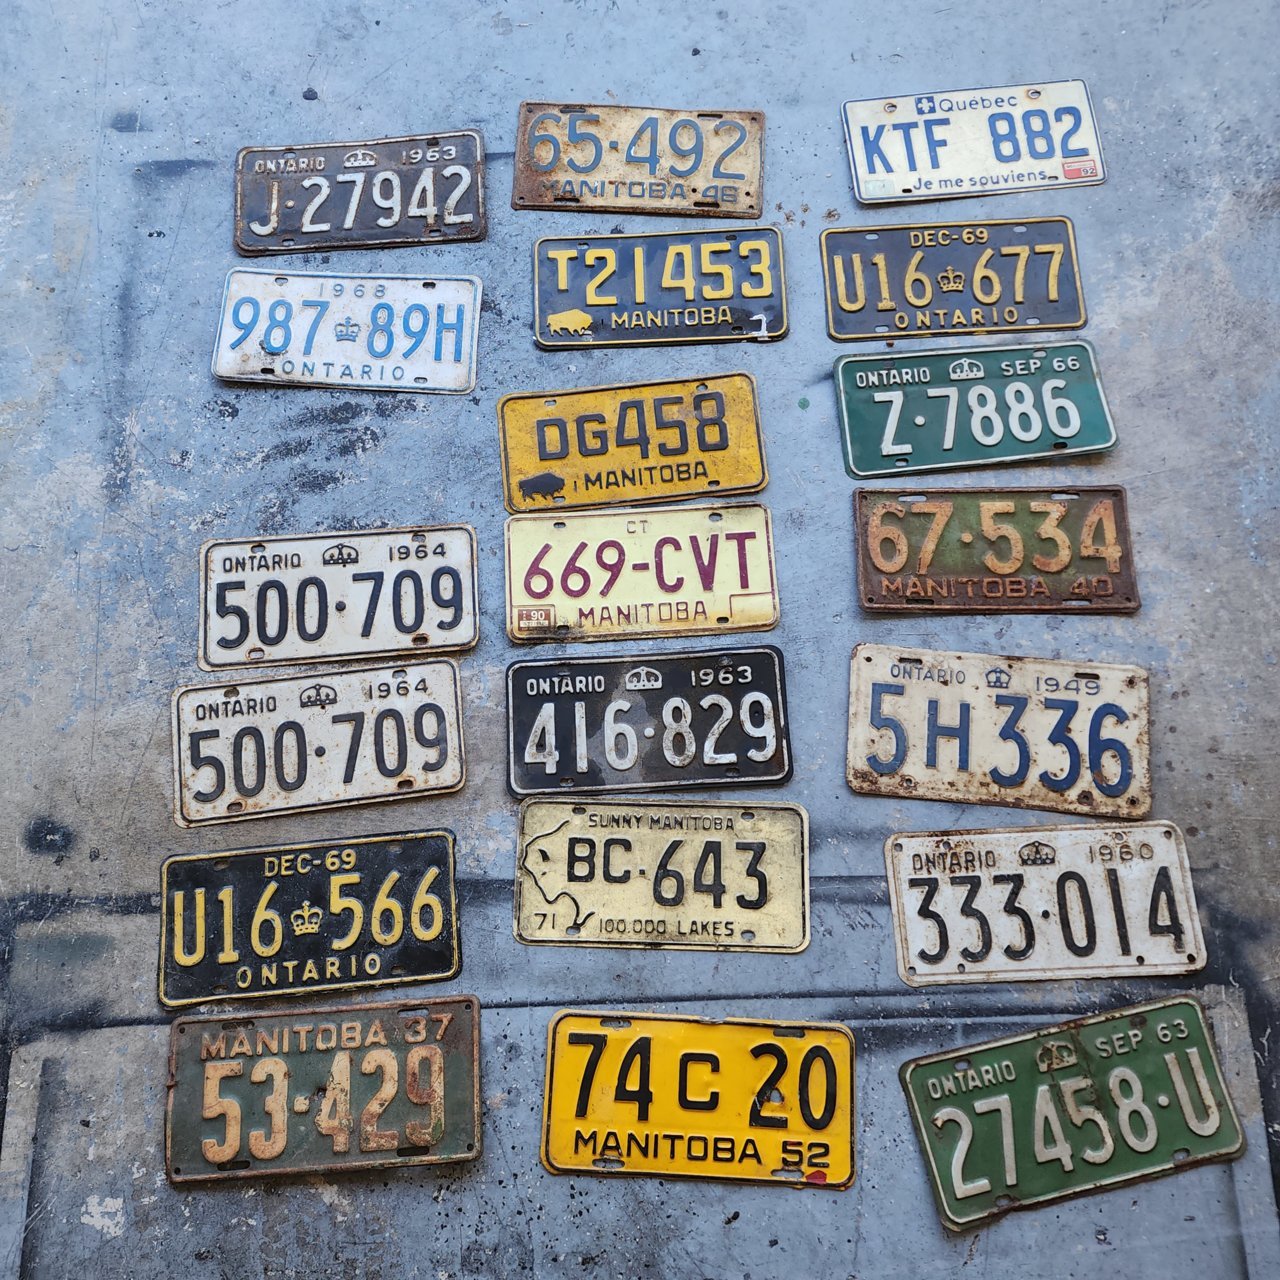 ONTARIO 1963
J·27942
1968
987 89H
ONTARIO
ONTARIO 1964
500·709
ONTARIO 1964
500·709
DEC-69
U16 566
ONTARIO
MANITOBA 37
53·429
65·492
MANITOBA·46
T21453
MANITOBA
DG458
MANITOBA
CT
669-CVT
90
MANITOBA
ONTARIO 1963
416·829
SUNNY MANITOBA
BC·643
71 100,000 LAKES
74 C 20
MANITOBA 52
Québec
KTF 882
92
Je me souviens
DEC-69
U16 677
ONTARIO
ONTARIO SEP 66
Z·7886
67·534
MANITOBA 40
ONTARIO 1949
5H336
ONTARIO 1960
333·014
ONTARIO SEP 63
27458·U